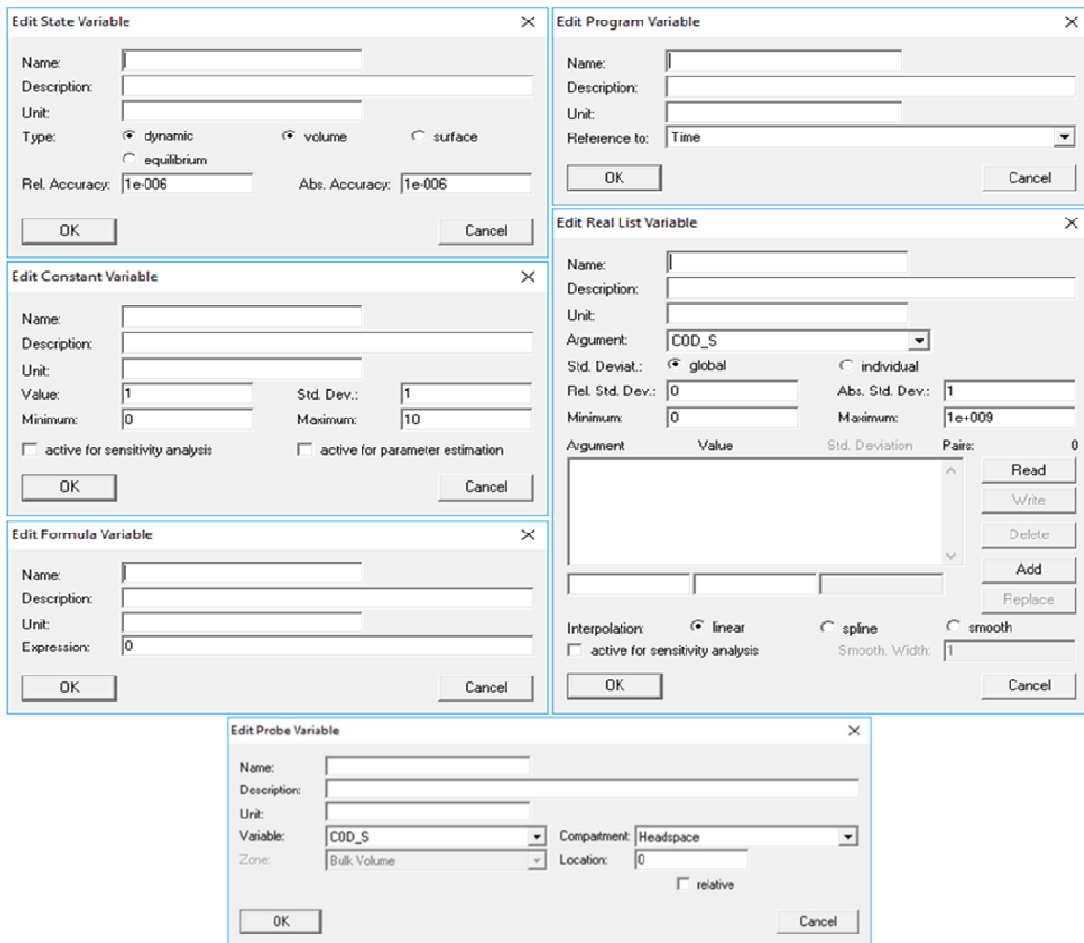 Edit State Variable
Name:
Description:
Unit:
Type: dynamic volume surface
equilibrium
Rel. Accuracy: 1e-006 Abs. Accuracy: 1e-006
OK Cancel
Edit Constant Variable
Name:
Description:
Unit:
Value: 1 Std. Dev.: 1
Minimum: 0 Maximum: 10
active for sensitivity analysis active for parameter estimation
OK Cancel
Edit Formula Variable
Name:
Description:
Unit:
Expression: 0
OK Cancel
Edit Program Variable
Name:
Description:
Unit:
Reference to: Time
OK Cancel
Edit Real List Variable
Name:
Description:
Unit:
Argument: COD_S
Std. Deviat.: global individual
Rel. Std. Dev.: 0 Abs. Std. Dev.: 1
Minimum: 0 Maximum: 1e+009
Argument Value Std. Deviation Pairs: 0
Read
Write
Delete
Add
Replace
Interpolation: linear spline smooth
active for sensitivity analysis Smooth. Width: 1
OK Cancel
Edit Probe Variable
Name:
Description:
Unit:
Variable: COD_S Compartment: Headspace
Zone: Bulk Volume Location: 0
relative
OK Cancel